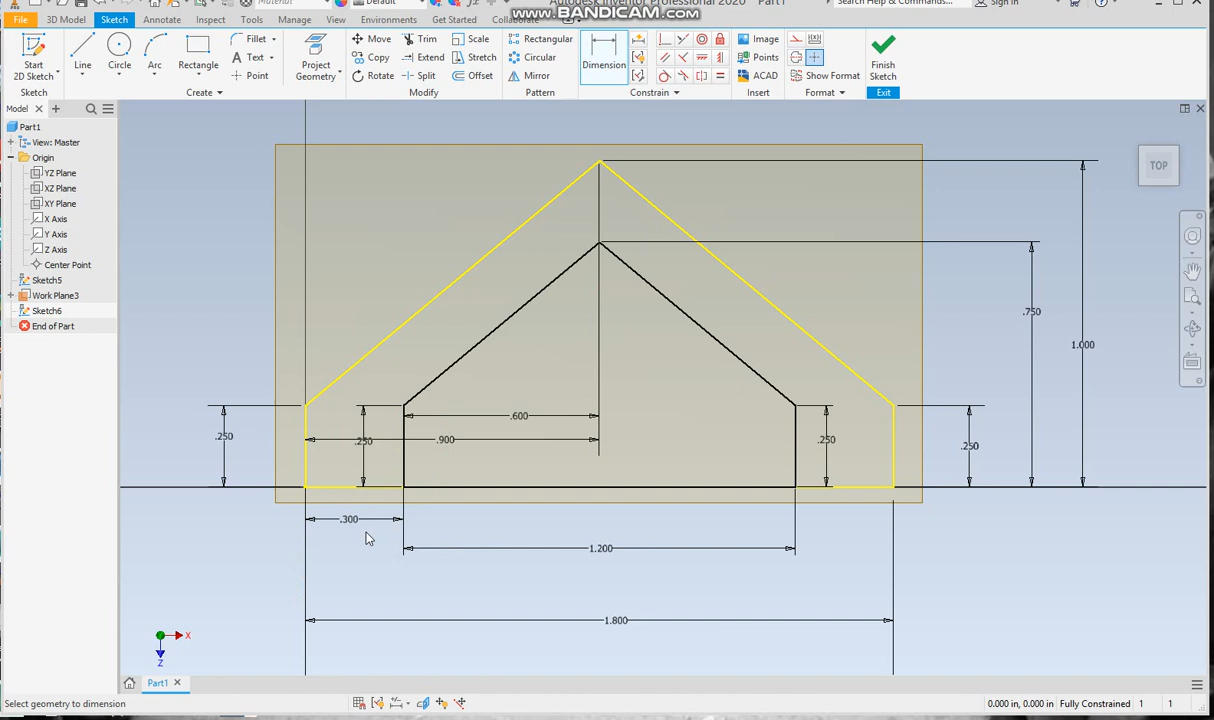 Material
Default
Autodesk Inventor Professional 2020 Part1
Search Help & Commands...
Sign In
www.BANDICAM.com
File
3D Model
Sketch
Annotate
Inspect
Tools
Manage
View
Environments
Get Started
Collaborate
Start
2D Sketch
Line
Circle
Arc
Rectangle
Fillet
Text
Point
Project
Geometry
Move
Copy
Rotate
Trim
Extend
Split
Scale
Stretch
Offset
Rectangular
Circular
Mirror
Dimension
Image
Points
ACAD
Show Format
Finish
Sketch
Sketch
Create
Modify
Pattern
Constrain
Insert
Format
Exit
Model
Part1
View: Master
Origin
YZ Plane
XZ Plane
XY Plane
X Axis
Y Axis
Z Axis
Center Point
Sketch5
Work Plane3
Sketch6
End of Part
TOP
.750
1.000
.600
.250
.900
.250
.250
.250
.300
1.200
1.800
X
Z
Part1
Select geometry to dimension
0.000 in, 0.000 in Fully Constrained 1 1